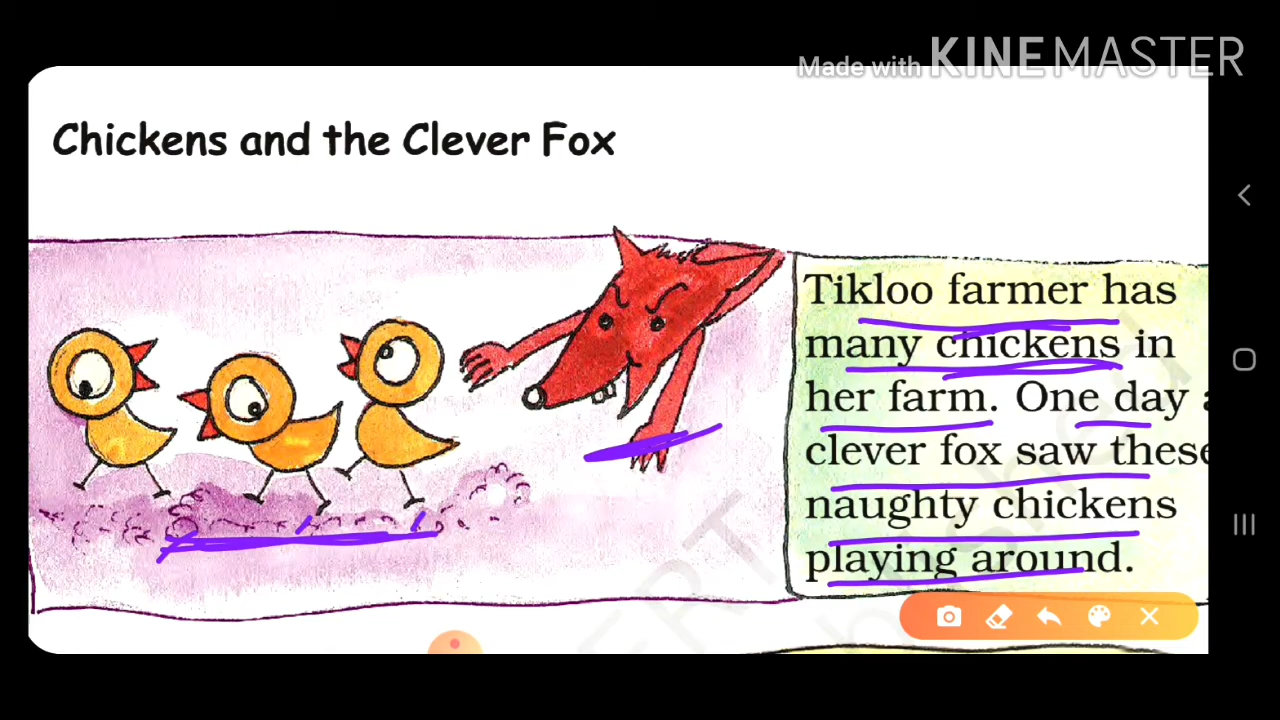 Made with KINEMASTER
Chickens and the Clever Fox
Tikloo farmer has
many chickens in
her farm. One day a
clever fox saw these
naughty chickens
playing around.